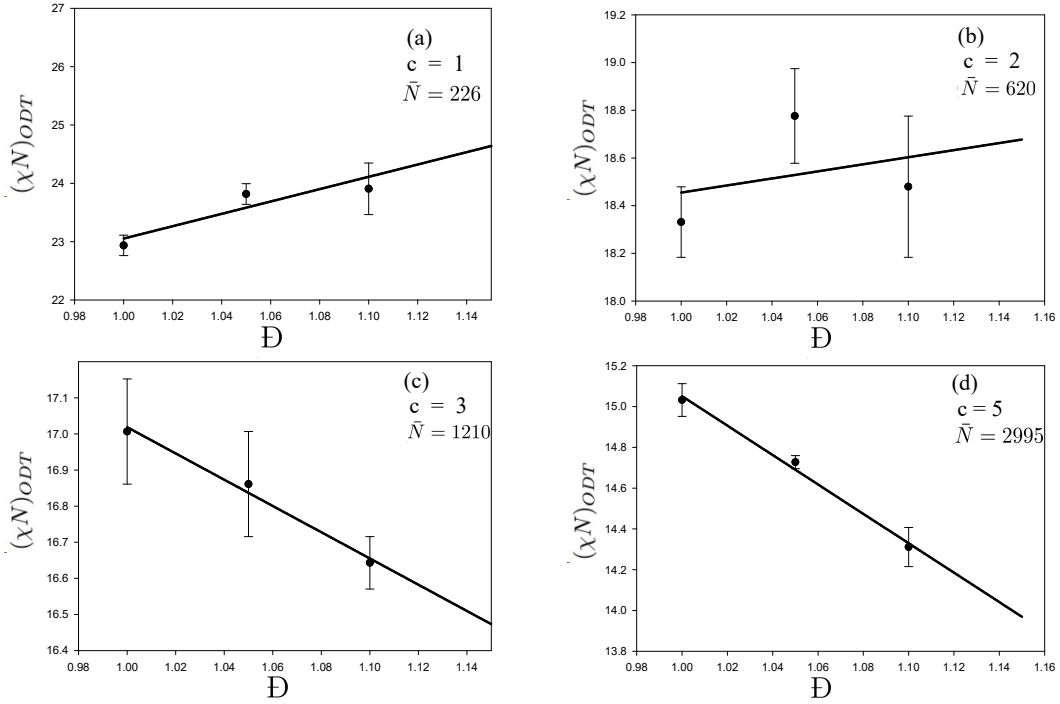 (a)
c = 1
N̄ = 226
(χN)ODT
27
26
25
24
23
22
0.98 1.00 1.02 1.04 1.06 1.08 1.10 1.12 1.14
Đ
(b)
c = 2
N̄ = 620
(χN)ODT
19.2
19.0
18.8
18.6
18.4
18.2
18.0
0.98 1.00 1.02 1.04 1.06 1.08 1.10 1.12 1.14 1.16
Đ
(c)
c = 3
N̄ = 1210
(χN)ODT
17.1
17.0
16.9
16.8
16.7
16.6
16.5
16.4
0.98 1.00 1.02 1.04 1.06 1.08 1.10 1.12 1.14
Đ
(d)
c = 5
N̄ = 2995
(χN)ODT
15.2
15.0
14.8
14.6
14.4
14.2
14.0
13.8
0.98 1.00 1.02 1.04 1.06 1.08 1.10 1.12 1.14 1.16
Đ